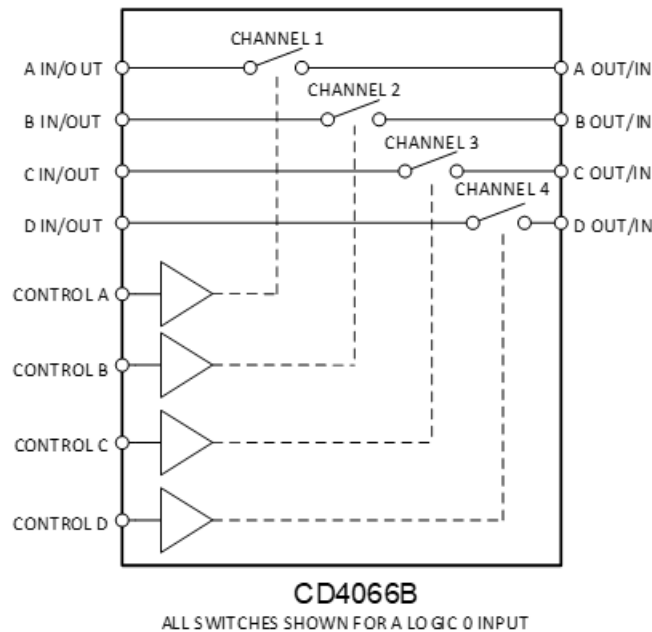 CHANNEL 1
A IN/OUT
A OUT/IN
CHANNEL 2
B IN/OUT
B OUT/IN
CHANNEL 3
C IN/OUT
C OUT/IN
CHANNEL 4
D IN/OUT
D OUT/IN
CONTROL A
CONTROL B
CONTROL C
CONTROL D
CD4066B
ALL SWITCHES SHOWN FOR A LOGIC 0 INPUT